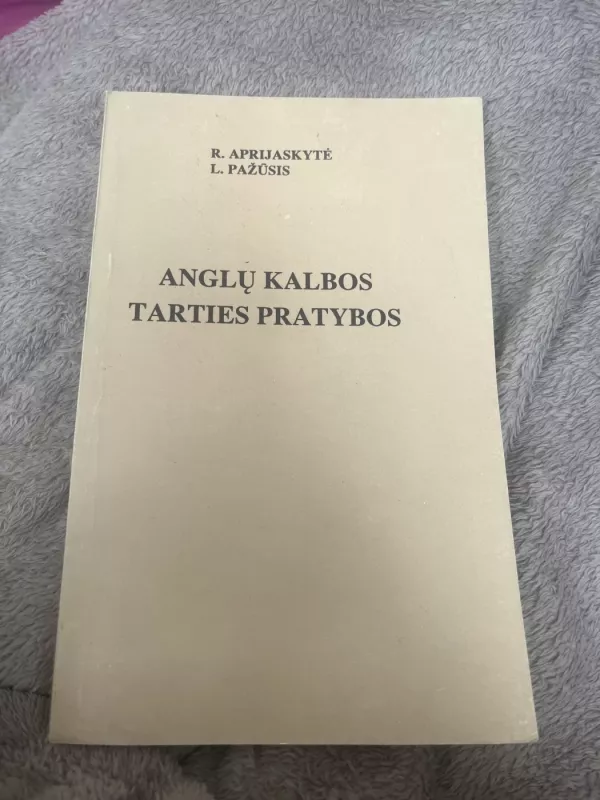 R. APRIJASKYTĖ
L. PAŽŪSIS
ANGLŲ KALBOS
TARTIES PRATYBOS